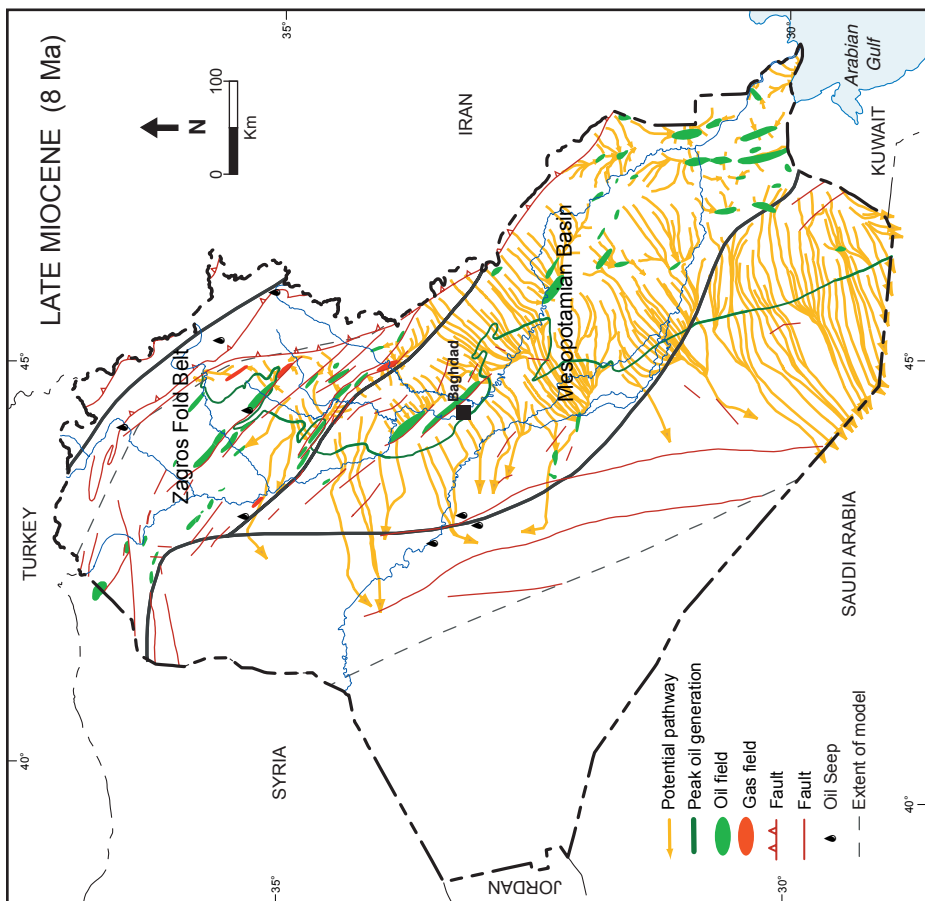 LATE MIOCENE (8 Ma)
N
0
100
Km
35°
30°
45°
40°
TURKEY
IRAN
SYRIA
JORDAN
SAUDI ARABIA
KUWAIT
Arabian
Gulf
Zagros Fold Belt
Mesopotamian Basin
Baghdad
35°
30°
45°
40°
Potential pathway
Peak oil generation
Oil field
Gas field
Fault
Fault
Oil Seep
Extent of model